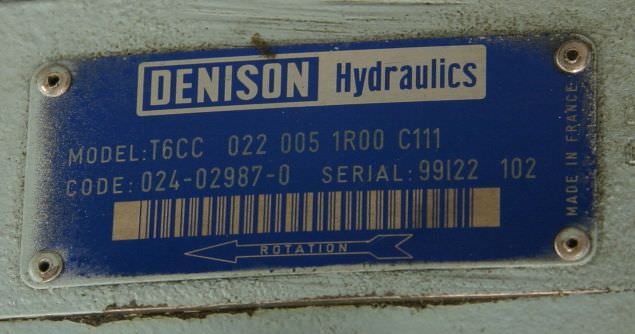 DENISON Hydraulics
MODEL:T6CC 022 005 1R00 C111
CODE: 024-02987-0 SERIAL: 99I22 102
ROTATION
MADE IN FRANCE